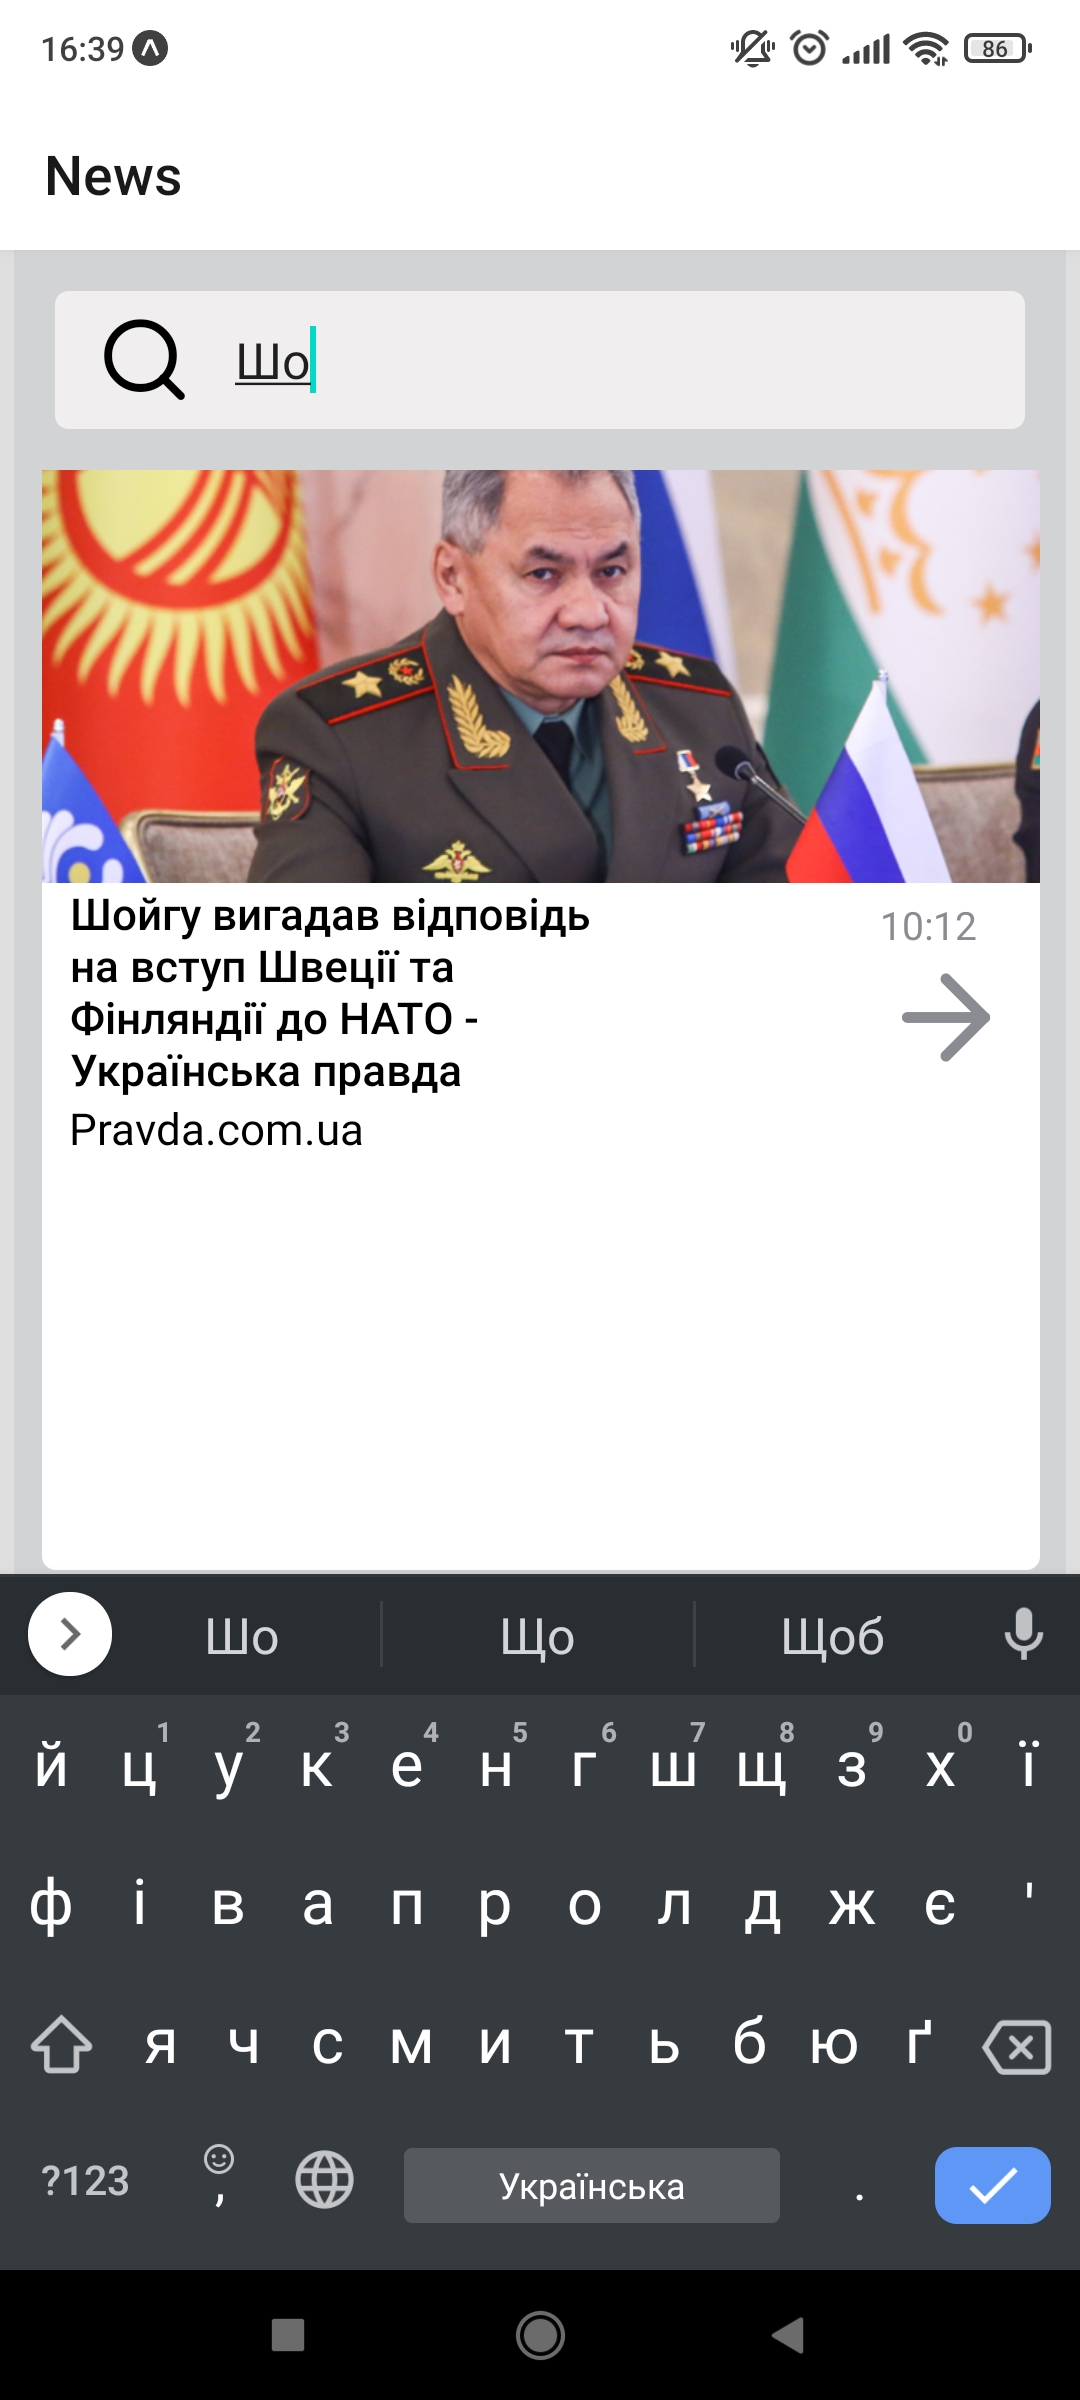 16:39
86
News
Шо
Шойгу вигадав відповідь
на вступ Швеції та
Фінляндії до НАТО -
Українська правда
10:12
Pravda.com.ua
Шо Що Щоб
1 2 3 4 5 6 7 8 9 0
й ц у к е н г ш щ з х ї
ф і в а п р о л д ж є '
я ч с м и т ь б ю ґ
?123 , Українська .